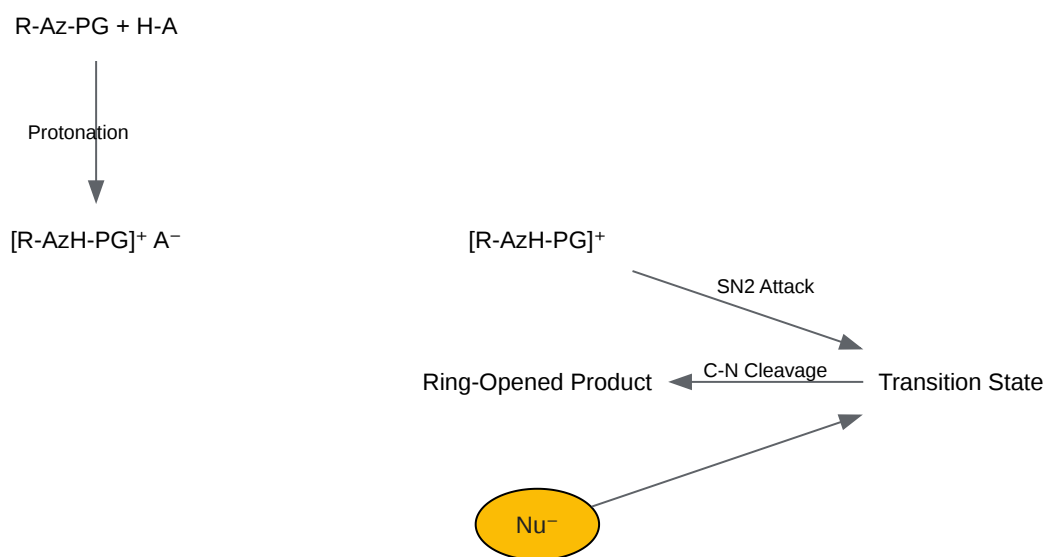 R-Az-PG + H-A
Protonation
[R-AzH-PG]⁺ A⁻
[R-AzH-PG]⁺
SN2 Attack
Ring-Opened Product
C-N Cleavage
Transition State
Nu⁻